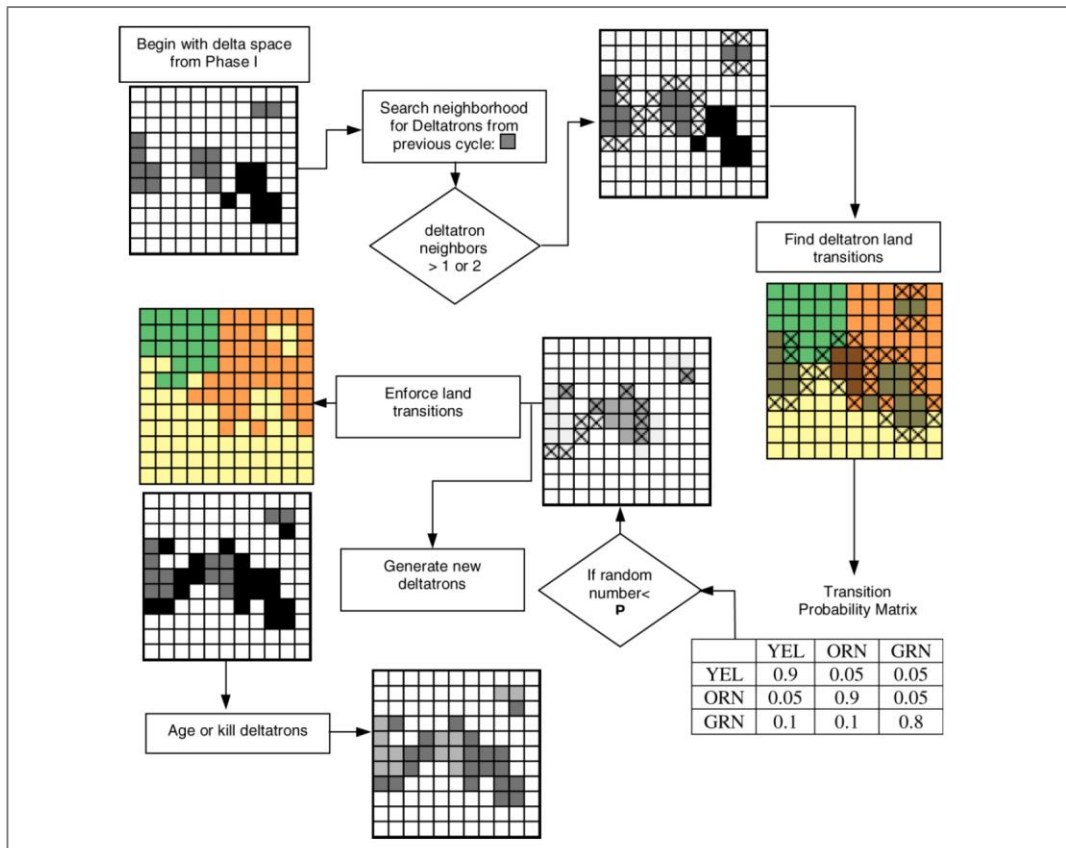 Begin with delta space
from Phase I
Search neighborhood
for Deltatrons from
previous cycle:
deltatron
neighbors
> 1 or 2
Find deltatron land
transitions
Transition
Probability Matrix
YEL ORN GRN
YEL 0.9 0.05 0.05
ORN 0.05 0.9 0.05
GRN 0.1 0.1 0.8
If random
number<
P
Enforce land
transitions
Generate new
deltatrons
Age or kill deltatrons